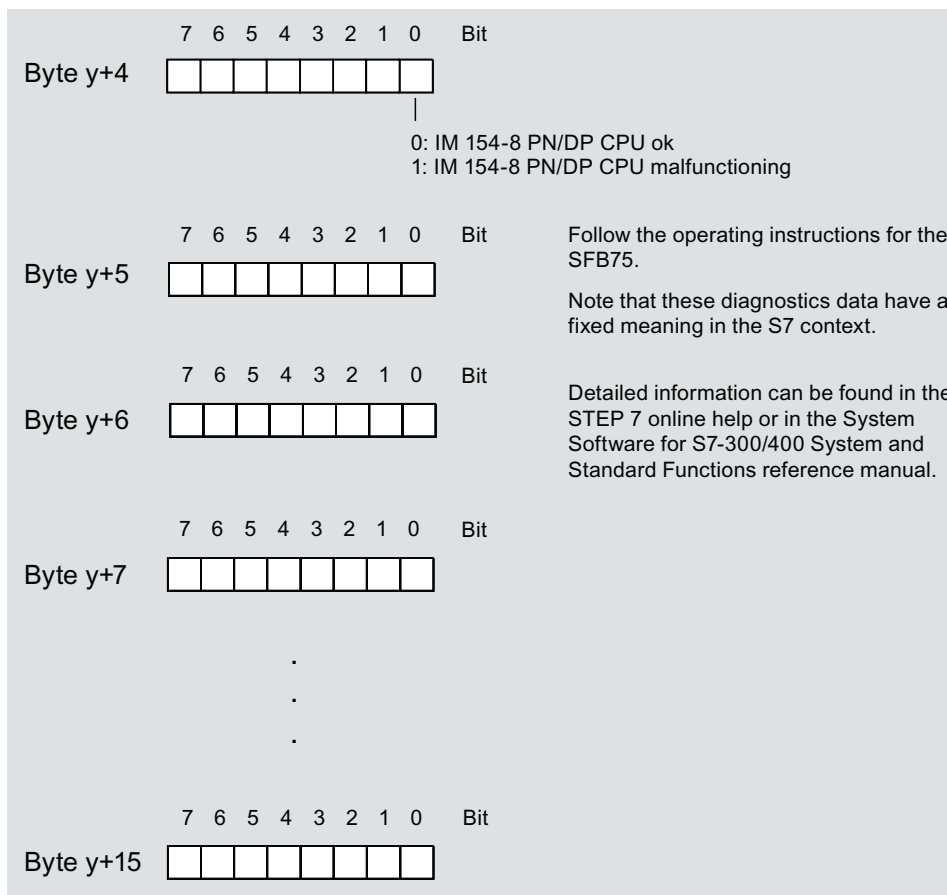 7 6 5 4 3 2 1 0 Bit
Byte y+4
0: IM 154-8 PN/DP CPU ok
1: IM 154-8 PN/DP CPU malfunctioning
7 6 5 4 3 2 1 0 Bit
Byte y+5
Follow the operating instructions for the
SFB75.
Note that these diagnostics data have a
fixed meaning in the S7 context.
7 6 5 4 3 2 1 0 Bit
Byte y+6
Detailed information can be found in the
STEP 7 online help or in the System
Software for S7-300/400 System and
Standard Functions reference manual.
7 6 5 4 3 2 1 0 Bit
Byte y+7
.
.
.
7 6 5 4 3 2 1 0 Bit
Byte y+15